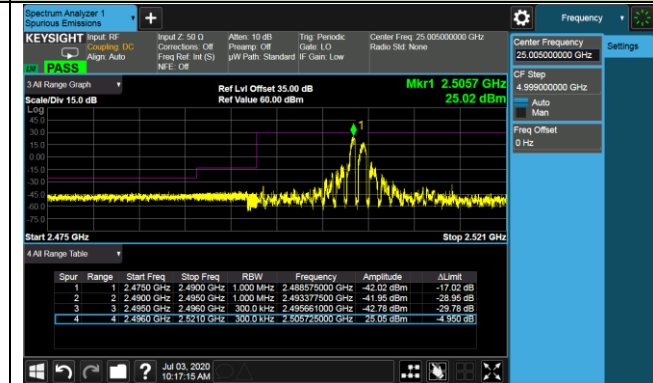 Spectrum Analyzer 1
Spurious Emissions
Frequency
KEYSIGHT Input: RF Input Z: 50 Ω Atten: 10 dB Trig: Periodic Center Freq: 25.005000000 GHz
Coupling: DC Corrections: Off Preamp: Off Gate: LO Radio Std: None
Align: Auto Freq Ref: Int (S) µW Path: Standard IF Gain: Low
NFE: Off
LXI PASS
Center Frequency
25.005000000 GHz
Settings
CF Step
4.999000000 GHz
Auto
Man
Freq Offset
0 Hz
3 All Range Graph
Ref Lvl Offset 35.00 dB Mkr1 2.5057 GHz
Scale/Div 15.0 dB Ref Value 60.00 dBm 25.02 dBm
Log
45.0
30.0
15.0
0.00
-15.0
-30.0
-45.0
-60.0
-75.0
1
Start 2.475 GHz Stop 2.521 GHz
4 All Range Table
Spur Range Start Freq Stop Freq RBW Frequency Amplitude ΔLimit
1 1 2.4750 GHz 2.4900 GHz 1.000 MHz 2.488575000 GHz -42.02 dBm -17.02 dB
2 2 2.4900 GHz 2.4950 GHz 1.000 MHz 2.493377500 GHz -41.95 dBm -28.95 dB
3 3 2.4950 GHz 2.4960 GHz 300.0 kHz 2.495661000 GHz -42.78 dBm -29.78 dB
4 4 2.4960 GHz 2.5210 GHz 300.0 kHz 2.505725000 GHz 25.05 dBm -4.950 dB
Jul 03, 2020
10:17:15 AM